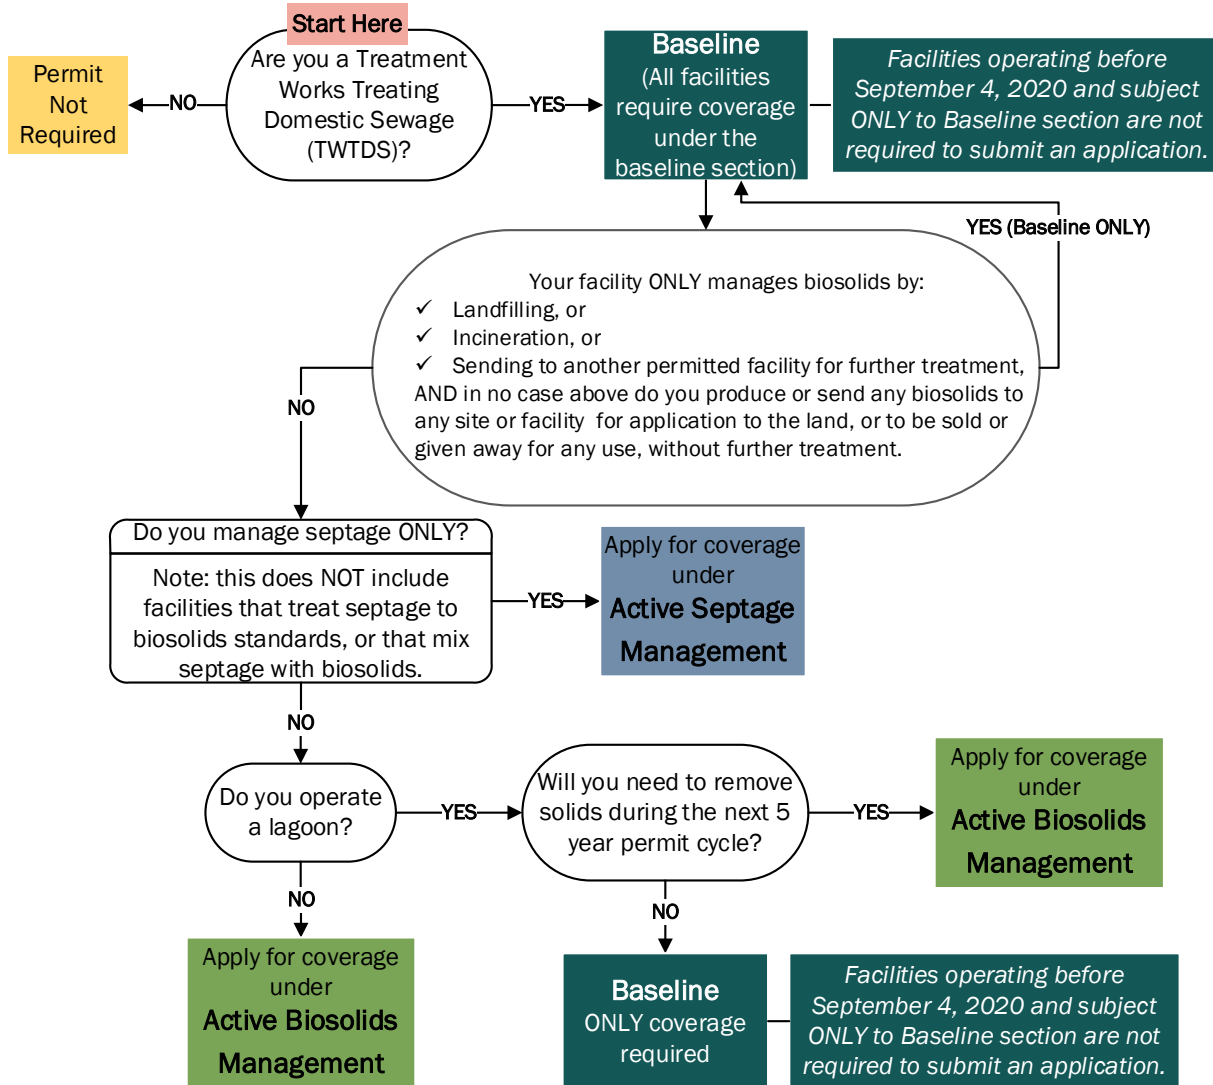 Start Here
Are you a Treatment
Works Treating
Domestic Sewage
(TWTDS)?
NO
Permit
Not
Required
YES
Baseline
(All facilities
require coverage
under the
baseline section)
Facilities operating before
September 4, 2020 and subject
ONLY to Baseline section are not
required to submit an application.
YES (Baseline ONLY)
Your facility ONLY manages biosolids by:
✓ Landfilling, or
✓ Incineration, or
✓ Sending to another permitted facility for further treatment,
AND in no case above do you produce or send any biosolids to
any site or facility for application to the land, or to be sold or
given away for any use, without further treatment.
NO
Do you manage septage ONLY?
Note: this does NOT include
facilities that treat septage to
biosolids standards, or that mix
septage with biosolids.
YES
Apply for coverage
under
Active Septage
Management
NO
Do you operate
a lagoon?
YES
Will you need to remove
solids during the next 5
year permit cycle?
YES
Apply for coverage
under
Active Biosolids
Management
NO
Apply for coverage
under
Active Biosolids
Management
NO
Baseline
ONLY coverage
required
Facilities operating before
September 4, 2020 and subject
ONLY to Baseline section are not
required to submit an application.